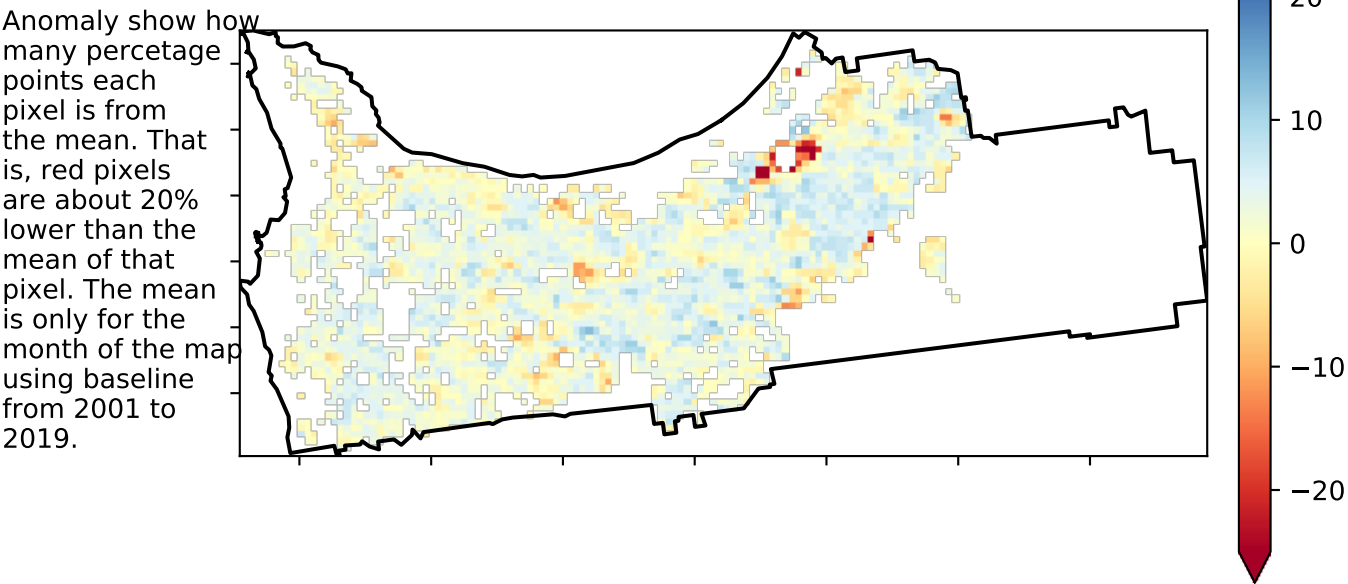 Anomaly show how
many percetage
points each
pixel is from
the mean. That
is, red pixels
are about 20%
lower than the
mean of that
pixel. The mean
is only for the
month of the map
using baseline
from 2001 to
2019.
20
10
0
−10
−20